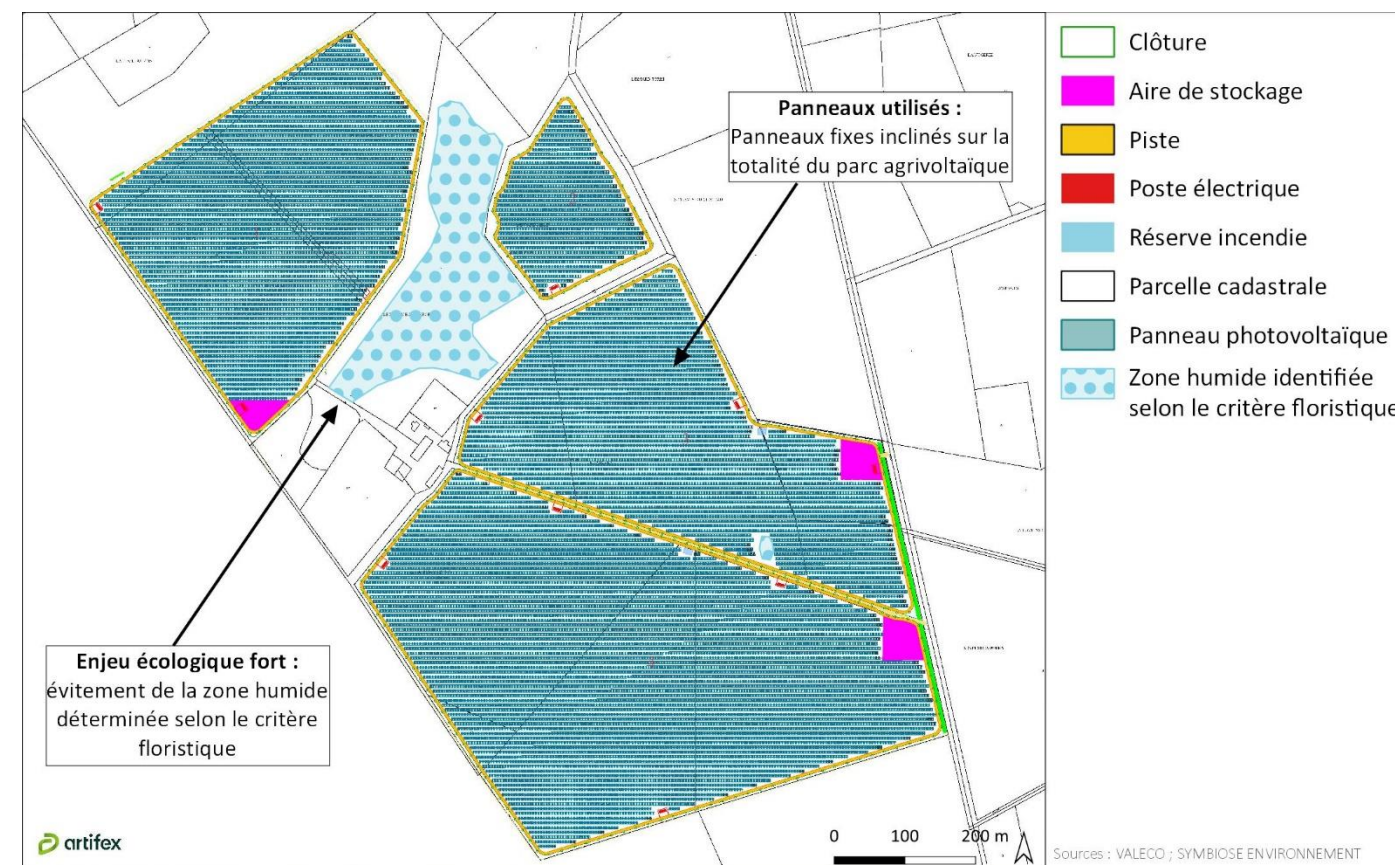 Panneaux utilisés :
Panneaux fixes inclinés sur la
totalité du parc agrivoltaïque
Enjeu écologique fort :
évitement de la zone humide
déterminée selon le critère
floristique
artifex
0 100 200 m
Clôture
Aire de stockage
Piste
Poste électrique
Réserve incendie
Parcelle cadastrale
Panneau photovoltaïque
Zone humide identifiée
selon le critère floristique
Sources : VALECO ; SYMBIOSE ENVIRONNEMENT